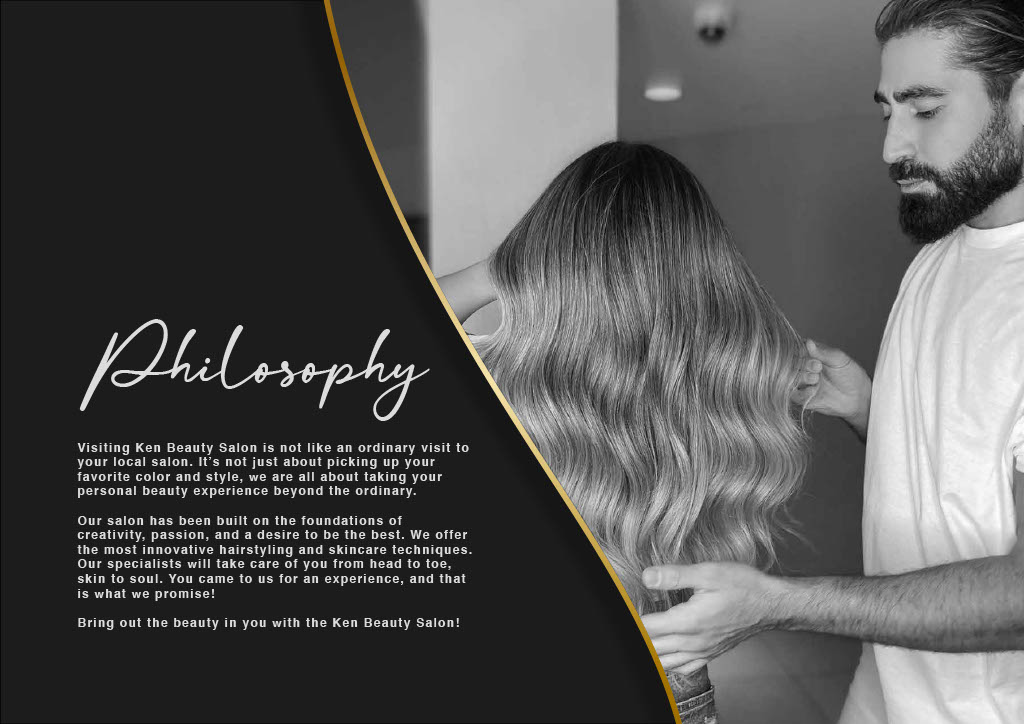 Philosophy
Visiting Ken Beauty Salon is not like an ordinary visit to
your local salon. It's not just about picking up your
favorite color and style, we are all about taking your
personal beauty experience beyond the ordinary.
Our salon has been built on the foundations of
creativity, passion, and a desire to be the best. We offer
the most innovative hairstyling and skincare techniques.
Our specialists will take care of you from head to toe,
skin to soul. You came to us for an experience, and that
is what we promise!
Bring out the beauty in you with the Ken Beauty Salon!